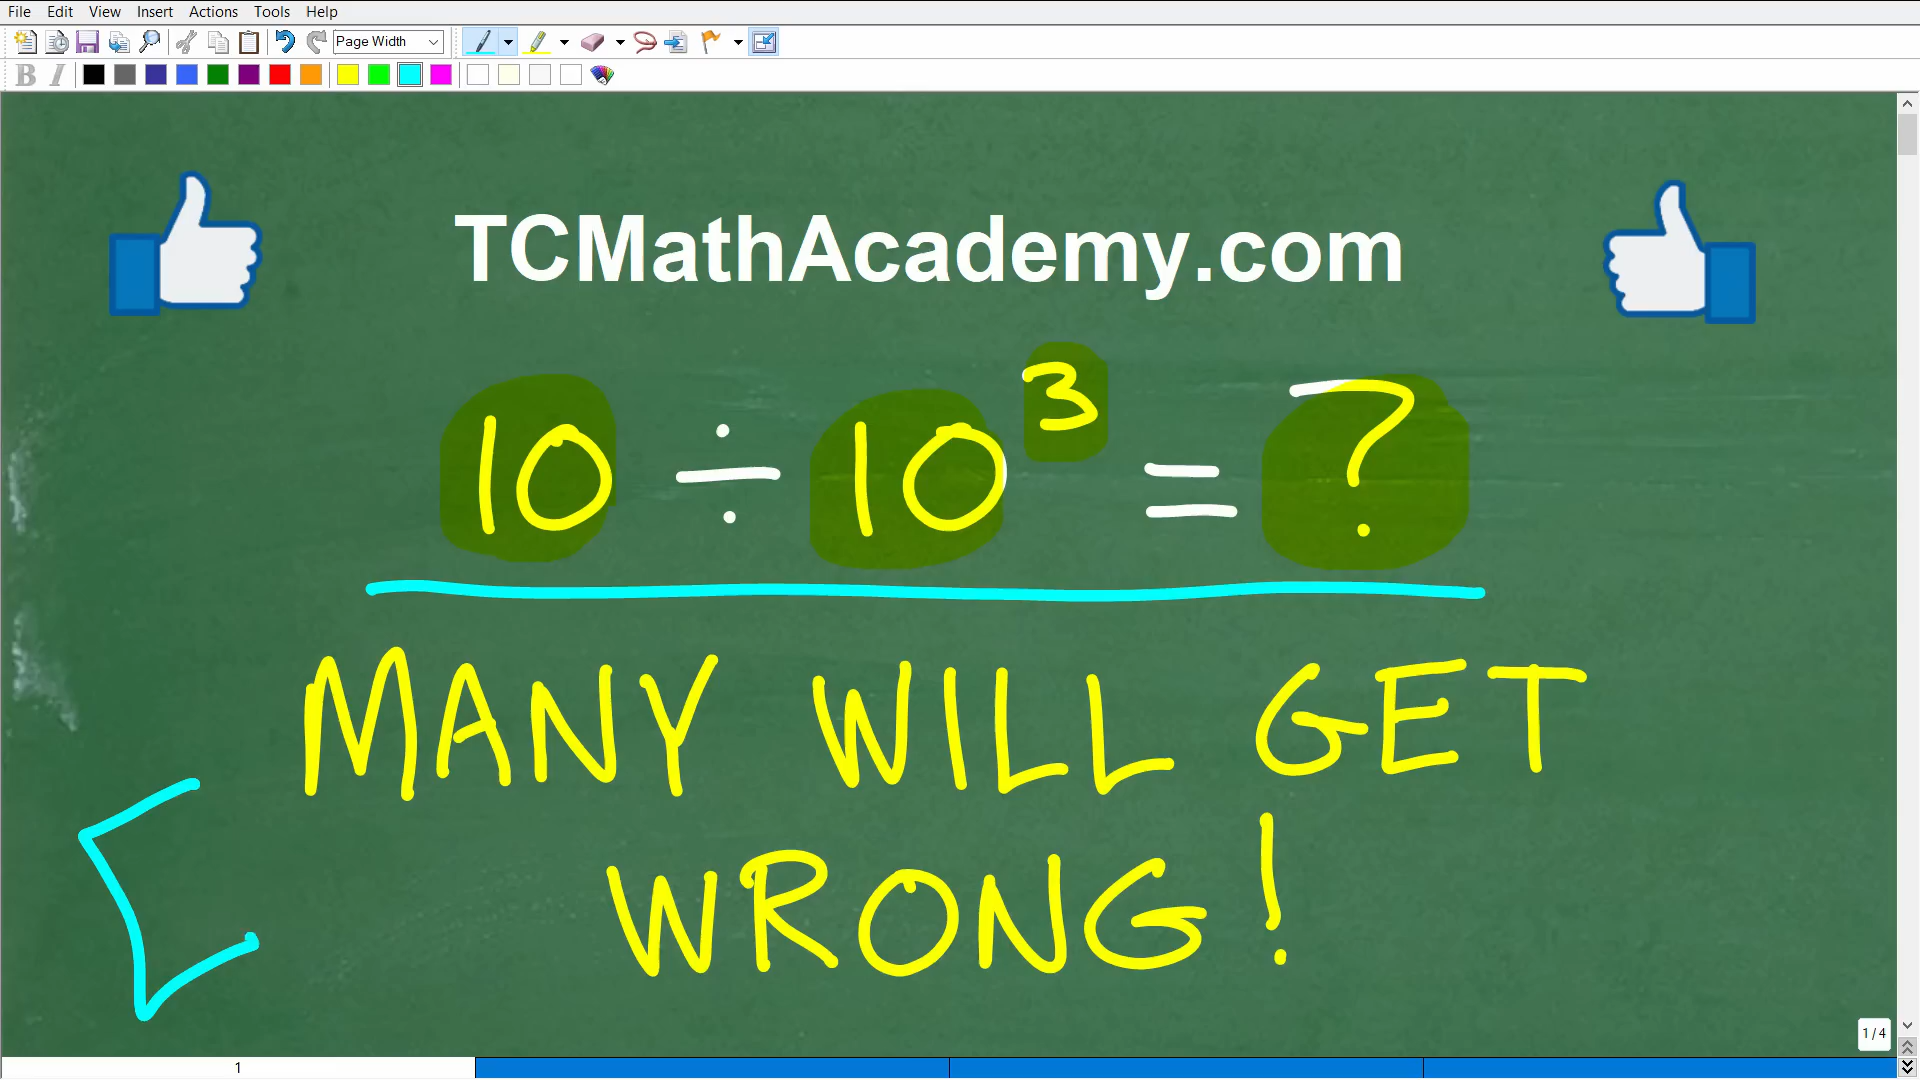 File Edit View Insert Actions Tools Help
Page Width
B I
TCMathAcademy.com
10 ÷ 10³ = ?
MANY WILL GET
WRONG!
1 / 4
1